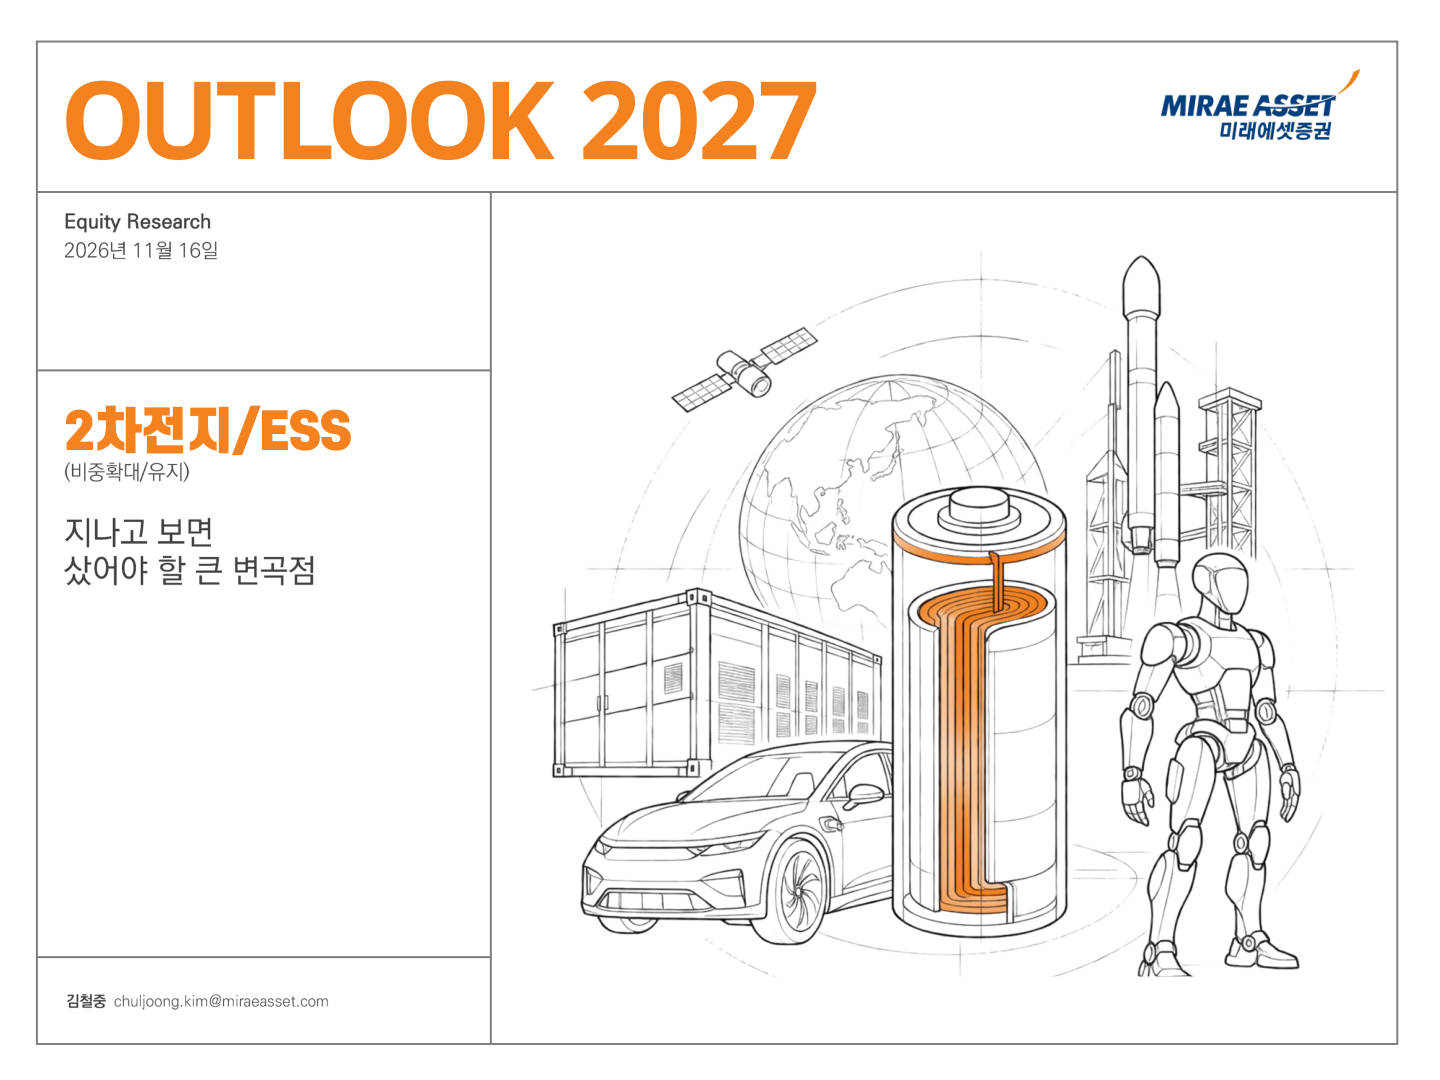 OUTLOOK 2027
MIRAE ASSET
미래에셋증권
Equity Research
2026년 11월 16일
2차전지/ESS
(비중확대/유지)
지나고 보면
샀어야 할 큰 변곡점
김철중 chuljoong.kim@miraeasset.com